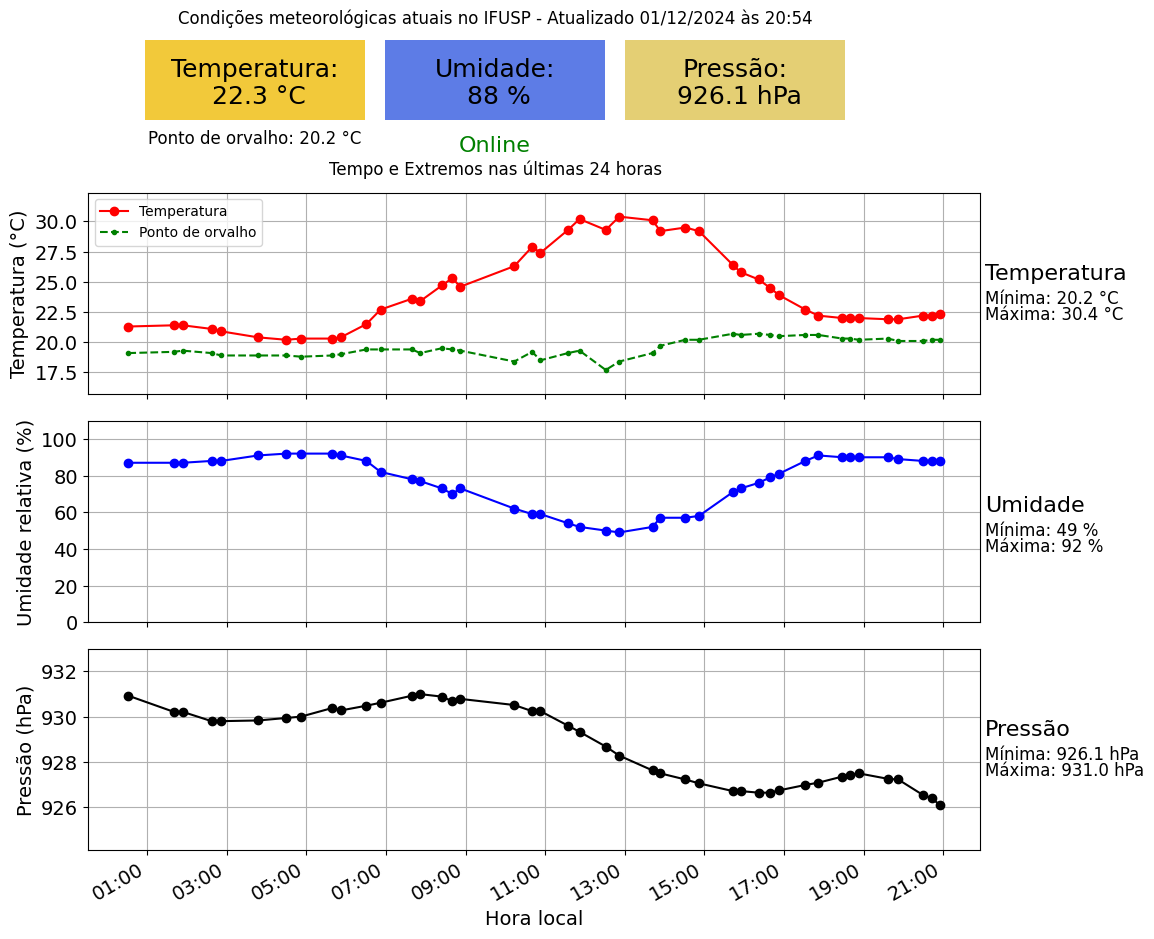 Condições meteorológicas atuais no IFUSP - Atualizado 01/12/2024 às 20:54
Temperatura:
22.3 °C
Umidade:
88 %
Pressão:
926.1 hPa
Ponto de orvalho: 20.2 °C
Online
Tempo e Extremos nas últimas 24 horas
Temperatura (°C)
30.0
27.5
25.0
22.5
20.0
17.5
Temperatura
Ponto de orvalho
Temperatura
Mínima: 20.2 °C
Máxima: 30.4 °C
Umidade relativa (%)
100
80
60
40
20
0
Umidade
Mínima: 49 %
Máxima: 92 %
Pressão (hPa)
932
930
928
926
Pressão
Mínima: 926.1 hPa
Máxima: 931.0 hPa
01:00 03:00 05:00 07:00 09:00 11:00 13:00 15:00 17:00 19:00 21:00
Hora local